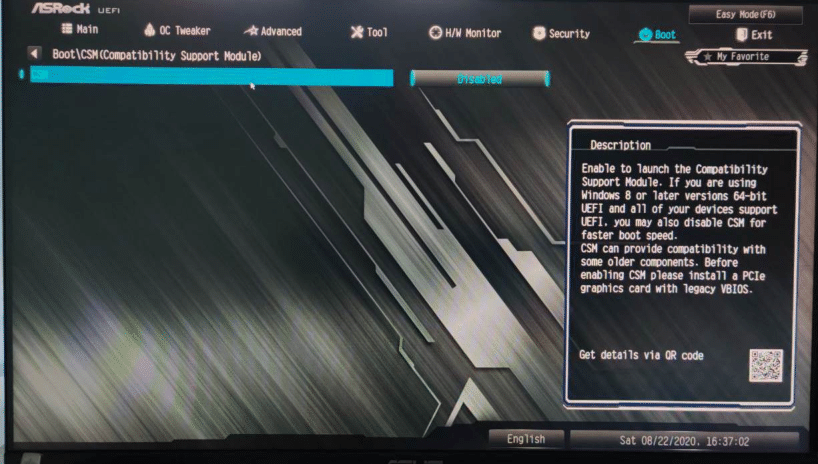 ASRock UEFI
Easy Mode(F6)
Main
OC Tweaker
Advanced
Tool
H/W Monitor
Security
Boot
Exit
Boot\CSM(Compatibility Support Module)
My Favorite
Disabled
Description
Enable to launch the Compatibility
Support Module. If you are using
Windows 8 or later versions 64-bit
UEFI and all of your devices support
UEFI, you may also disable CSM for
faster boot speed.
CSM can provide compatibility with
some older components. Before
enabling CSM please install a PCIe
graphics card with legacy VBIOS.
Get details via QR code
English
Sat 08/22/2020. 16:37:02